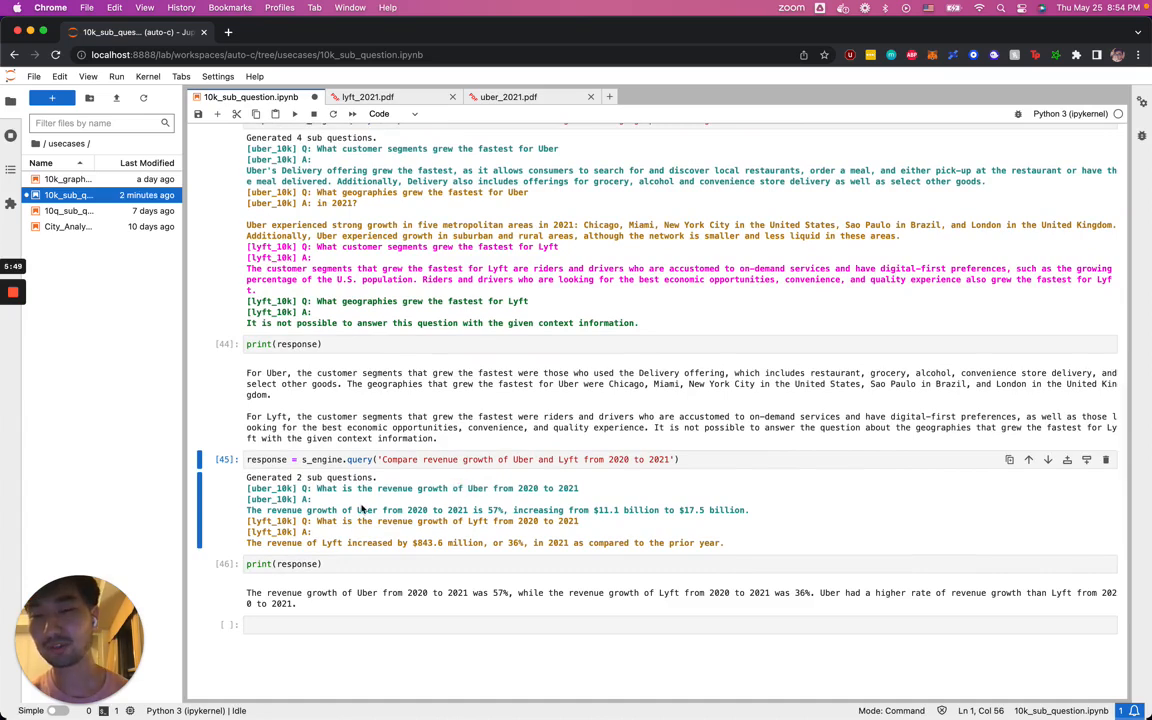 Chrome File Edit View History Bookmarks Profiles Tab Window Help zoom Thu May 25 8:54 PM
10k_sub_ques... (auto-c) - Jup
localhost:8888/lab/workspaces/auto-c/tree/usecases/10k_sub_question.ipynb
File Edit View Run Kernel Tabs Settings Help
10k_sub_question.ipynb lyft_2021.pdf uber_2021.pdf
Code Python 3 (ipykernel)
Filter files by name
/ usecases /
Name Last Modified
10k_graph... a day ago
10k_sub_q... 2 minutes ago
10q_sub_q... 7 days ago
City_Analy... 10 days ago
5:49
Generated 4 sub questions.
[uber_10k] Q: What customer segments grew the fastest for Uber
[uber_10k] A:
Uber's Delivery offering grew the fastest, as it allows consumers to search for and discover local restaurants, order a meal, and either pick-up at the restaurant or have th
e meal delivered. Additionally, Delivery also includes offerings for grocery, alcohol and convenience store delivery as well as select other goods.
[uber_10k] Q: What geographies grew the fastest for Uber
[uber_10k] A: in 2021?
Uber experienced strong growth in five metropolitan areas in 2021: Chicago, Miami, New York City in the United States, Sao Paulo in Brazil, and London in the United Kingdom.
Additionally, Uber experienced growth in suburban and rural areas, although the network is smaller and less liquid in these areas.
[lyft_10k] Q: What customer segments grew the fastest for Lyft
[lyft_10k] A:
The customer segments that grew the fastest for Lyft are riders and drivers who are accustomed to on-demand services and have digital-first preferences, such as the growing
percentage of the U.S. population. Riders and drivers who are looking for the best economic opportunities, convenience, and quality experience also grew the fastest for Lyf
t.
[lyft_10k] Q: What geographies grew the fastest for Lyft
[lyft_10k] A:
It is not possible to answer this question with the given context information.
[44]: print(response)
For Uber, the customer segments that grew the fastest were those who used the Delivery offering, which includes restaurant, grocery, alcohol, convenience store delivery, and
select other goods. The geographies that grew the fastest for Uber were Chicago, Miami, New York City in the United States, Sao Paulo in Brazil, and London in the United Kin
gdom.
For Lyft, the customer segments that grew the fastest were riders and drivers who are accustomed to on-demand services and have digital-first preferences, as well as those l
ooking for the best economic opportunities, convenience, and quality experience. It is not possible to answer the question about the geographies that grew the fastest for Ly
ft with the given context information.
[45]: response = s_engine.query('Compare revenue growth of Uber and Lyft from 2020 to 2021')
Generated 2 sub questions.
[uber_10k] Q: What is the revenue growth of Uber from 2020 to 2021
[uber_10k] A:
The revenue growth of Uber from 2020 to 2021 is 57%, increasing from $11.1 billion to $17.5 billion.
[lyft_10k] Q: What is the revenue growth of Lyft from 2020 to 2021
[lyft_10k] A:
The revenue of Lyft increased by $843.6 million, or 36%, in 2021 as compared to the prior year.
[46]: print(response)
The revenue growth of Uber from 2020 to 2021 was 57%, while the revenue growth of Lyft from 2020 to 2021 was 36%. Uber had a higher rate of revenue growth than Lyft from 202
0 to 2021.
[ ]:
Simple 0 1 Python 3 (ipykernel) | Idle Mode: Command Ln 1, Col 56 10k_sub_question.ipynb 1